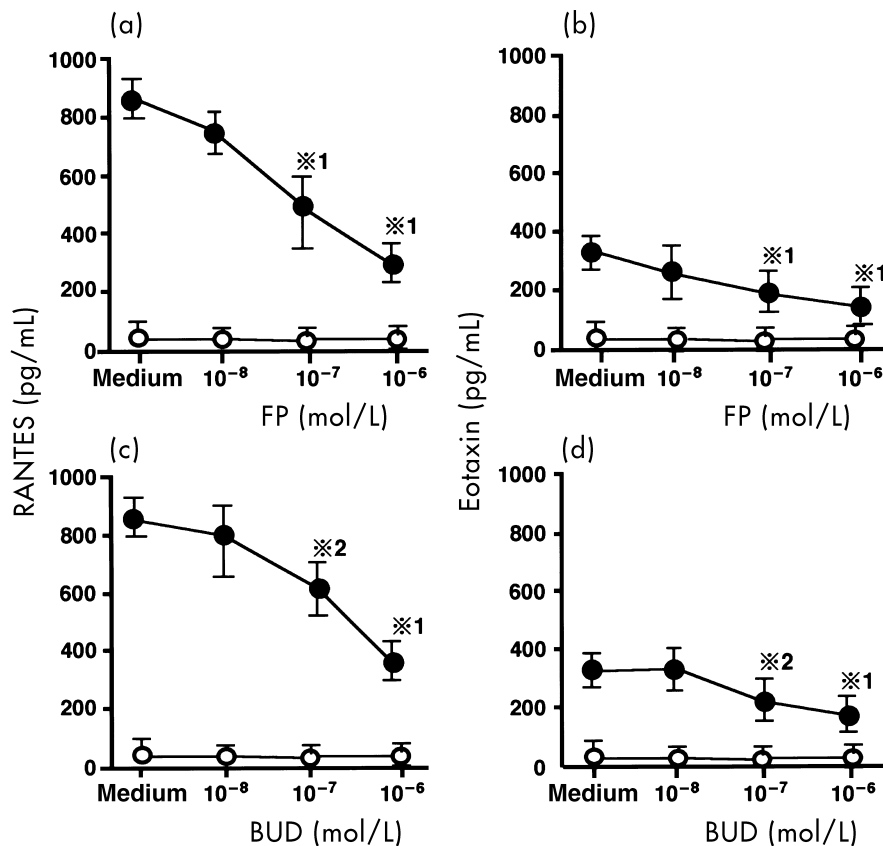 (a)
1000
800
600
400
200
0
※1
※1
Medium 10⁻⁸ 10⁻⁷ 10⁻⁶
FP (mol/L)
(b)
1000
800
600
400
200
0
※1
※1
Medium 10⁻⁸ 10⁻⁷ 10⁻⁶
FP (mol/L)
RANTES (pg/mL)
Eotaxin (pg/mL)
(c)
1000
800
600
400
200
0
※2
※1
Medium 10⁻⁸ 10⁻⁷ 10⁻⁶
BUD (mol/L)
(d)
1000
800
600
400
200
0
※2
※1
Medium 10⁻⁸ 10⁻⁷ 10⁻⁶
BUD (mol/L)